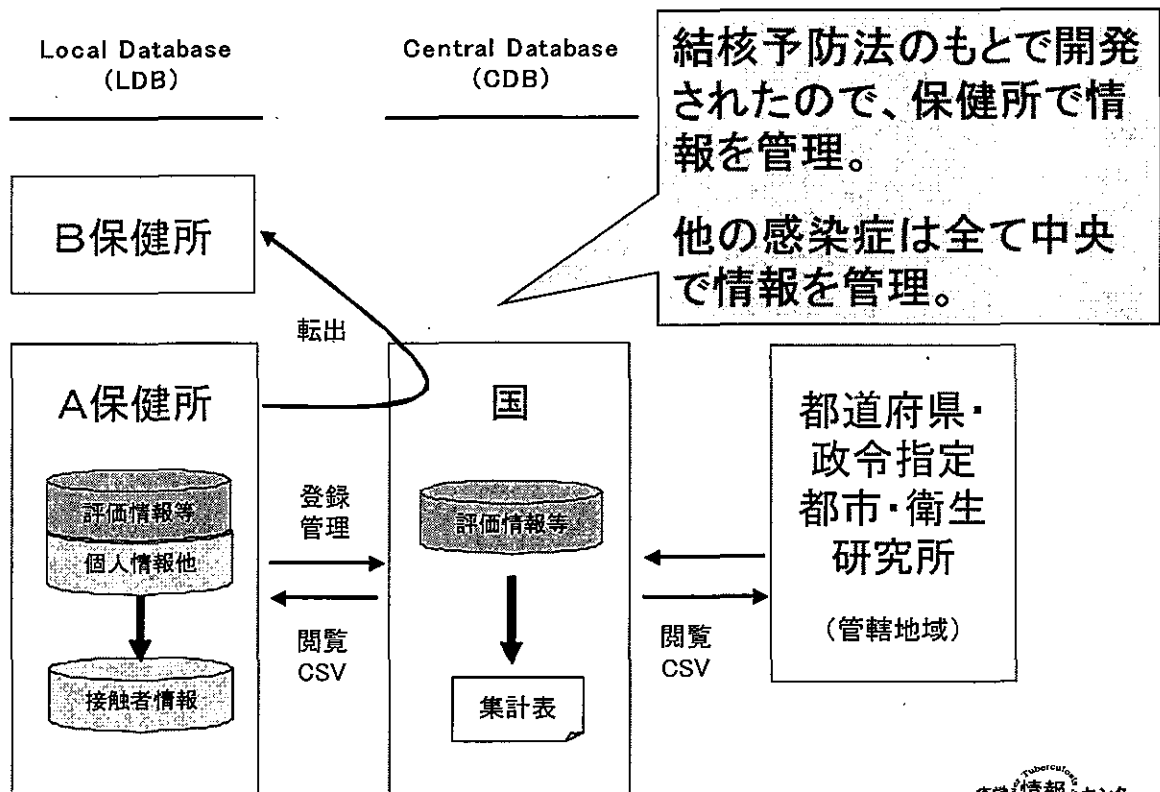 Local Database
(LDB)
Central Database
(CDB)
結核予防法のもとで開発
されたので、保健所で情
報を管理。
他の感染症は全て中央
で情報を管理。
B保健所
転出
A保健所
評価情報等
個人情報他
接触者情報
登録
管理
閲覧
CSV
国
評価情報等
集計表
閲覧
CSV
都道府県・
政令指定
都市・衛生
研究所
(管轄地域)
Tuberculosis
情報